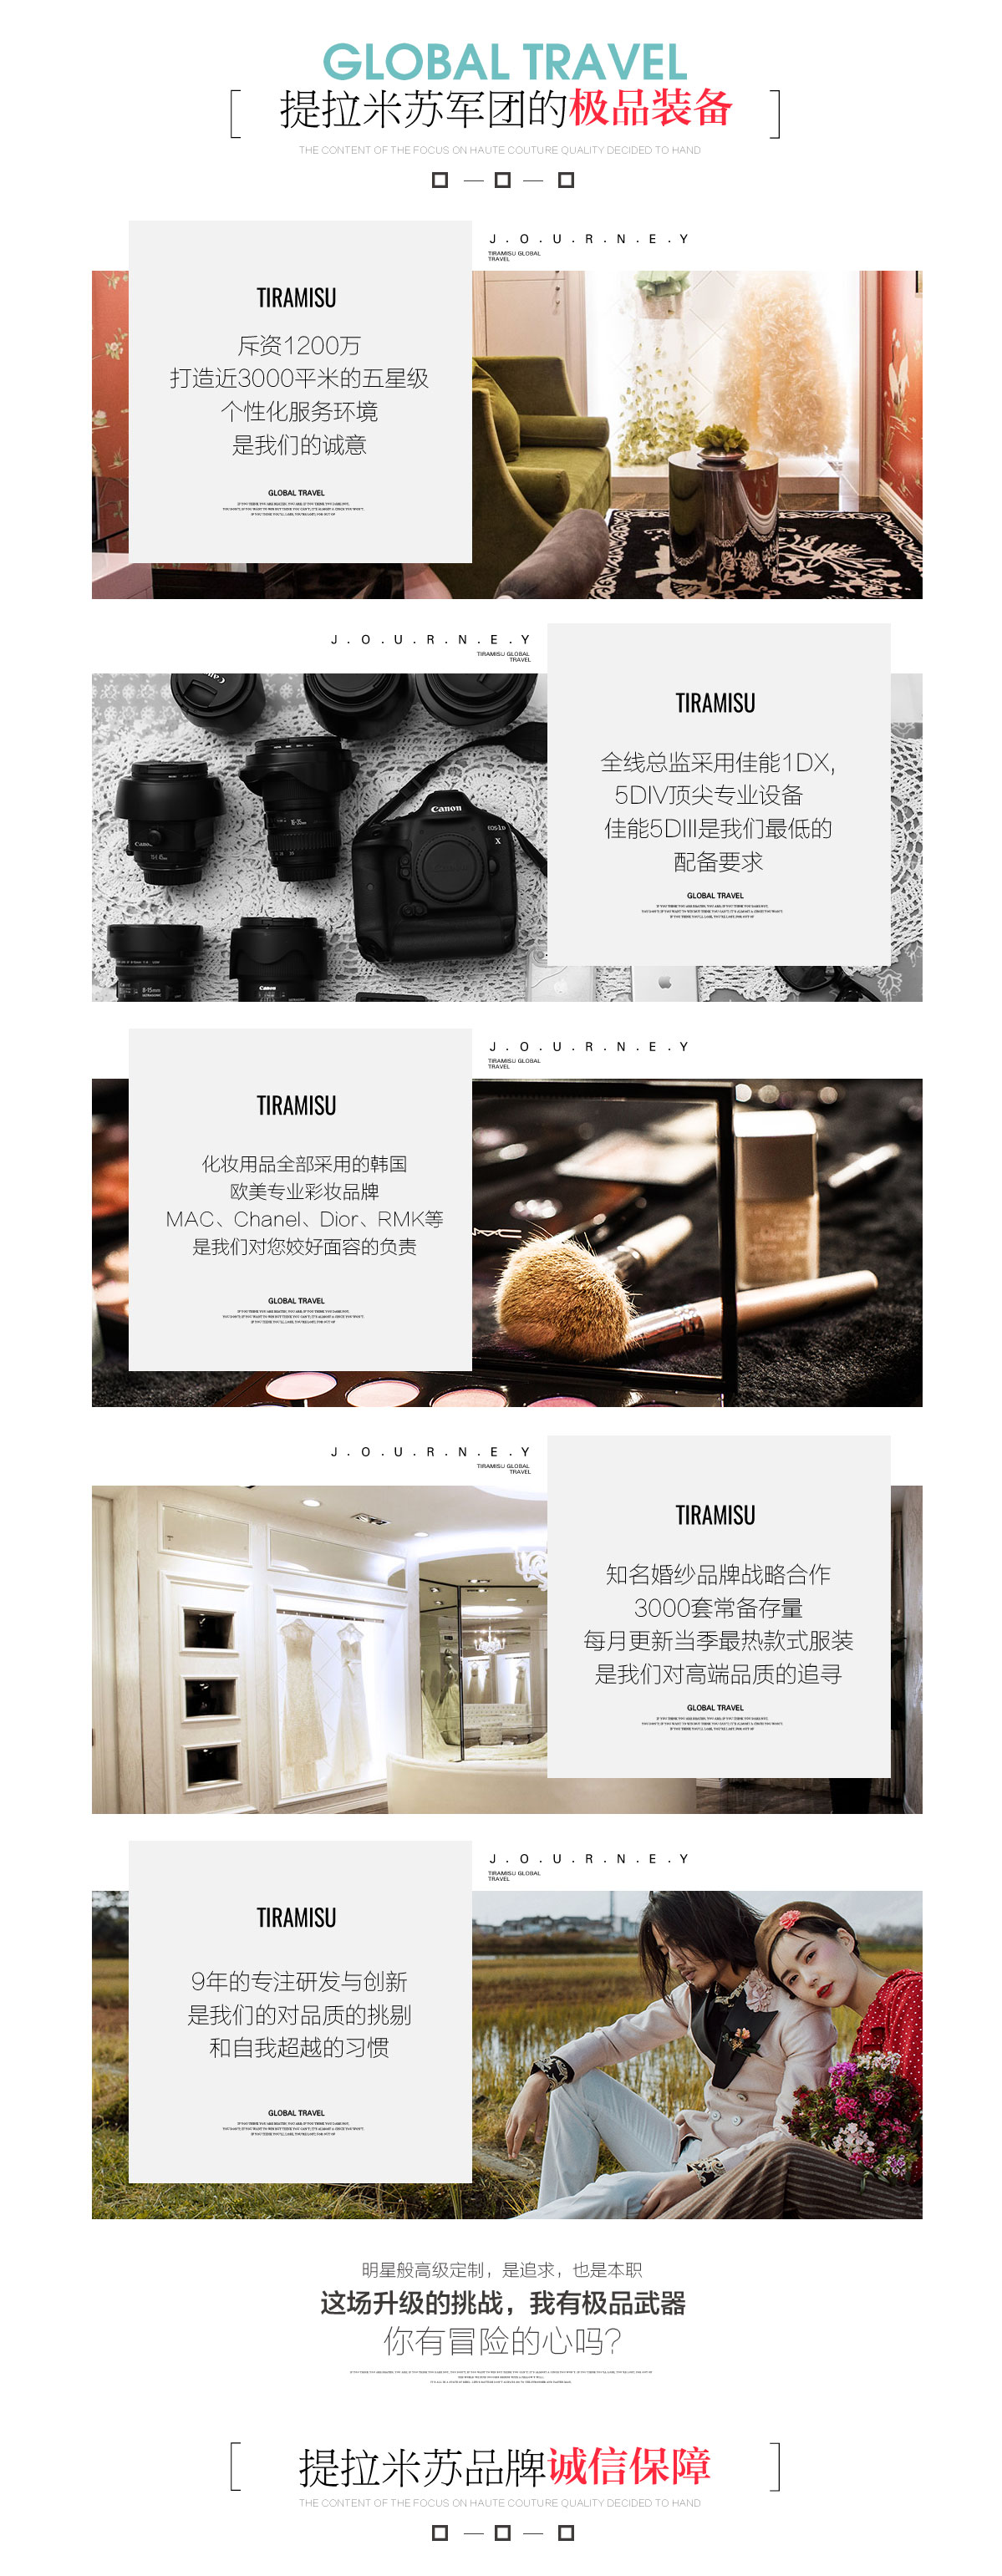 GLOBAL TRAVEL
提拉米苏军团的极品装备
THE CONTENT OF THE FOCUS ON HAUTE COUTURE QUALITY DECIDED TO HAND
J.O.U.R.N.E.Y
TIRAMISU GLOBAL
TRAVEL
TIRAMISU
斥资1200万
打造近3000平米的五星级
个性化服务环境
是我们的诚意
GLOBAL TRAVEL
J.O.U.R.N.E.Y
TIRAMISU GLOBAL
TRAVEL
Canon
EOS-1D
X
Canon
Canon
8-15mm
TIRAMISU
全线总监采用佳能1DX,
5DIV顶尖专业设备
佳能5DIII是我们最低的
配备要求
GLOBAL TRAVEL
J.O.U.R.N.E.Y
TIRAMISU GLOBAL
TRAVEL
TIRAMISU
化妆用品全部采用的韩国
欧美专业彩妆品牌
MAC、Chanel、Dior、RMK等
是我们对您姣好面容的负责
GLOBAL TRAVEL
J.O.U.R.N.E.Y
TIRAMISU GLOBAL
TRAVEL
TIRAMISU
知名婚纱品牌战略合作
3000套常备存量
每月更新当季最热款式服装
是我们对高端品质的追寻
GLOBAL TRAVEL
J.O.U.R.N.E.Y
TIRAMISU GLOBAL
TRAVEL
TIRAMISU
9年的专注研发与创新
是我们的对品质的挑剔
和自我超越的习惯
GLOBAL TRAVEL
明星般高级定制，是追求，也是本职
这场升级的挑战，我有极品武器
你有冒险的心吗?
提拉米苏品牌诚信保障
THE CONTENT OF THE FOCUS ON HAUTE COUTURE QUALITY DECIDED TO HAND